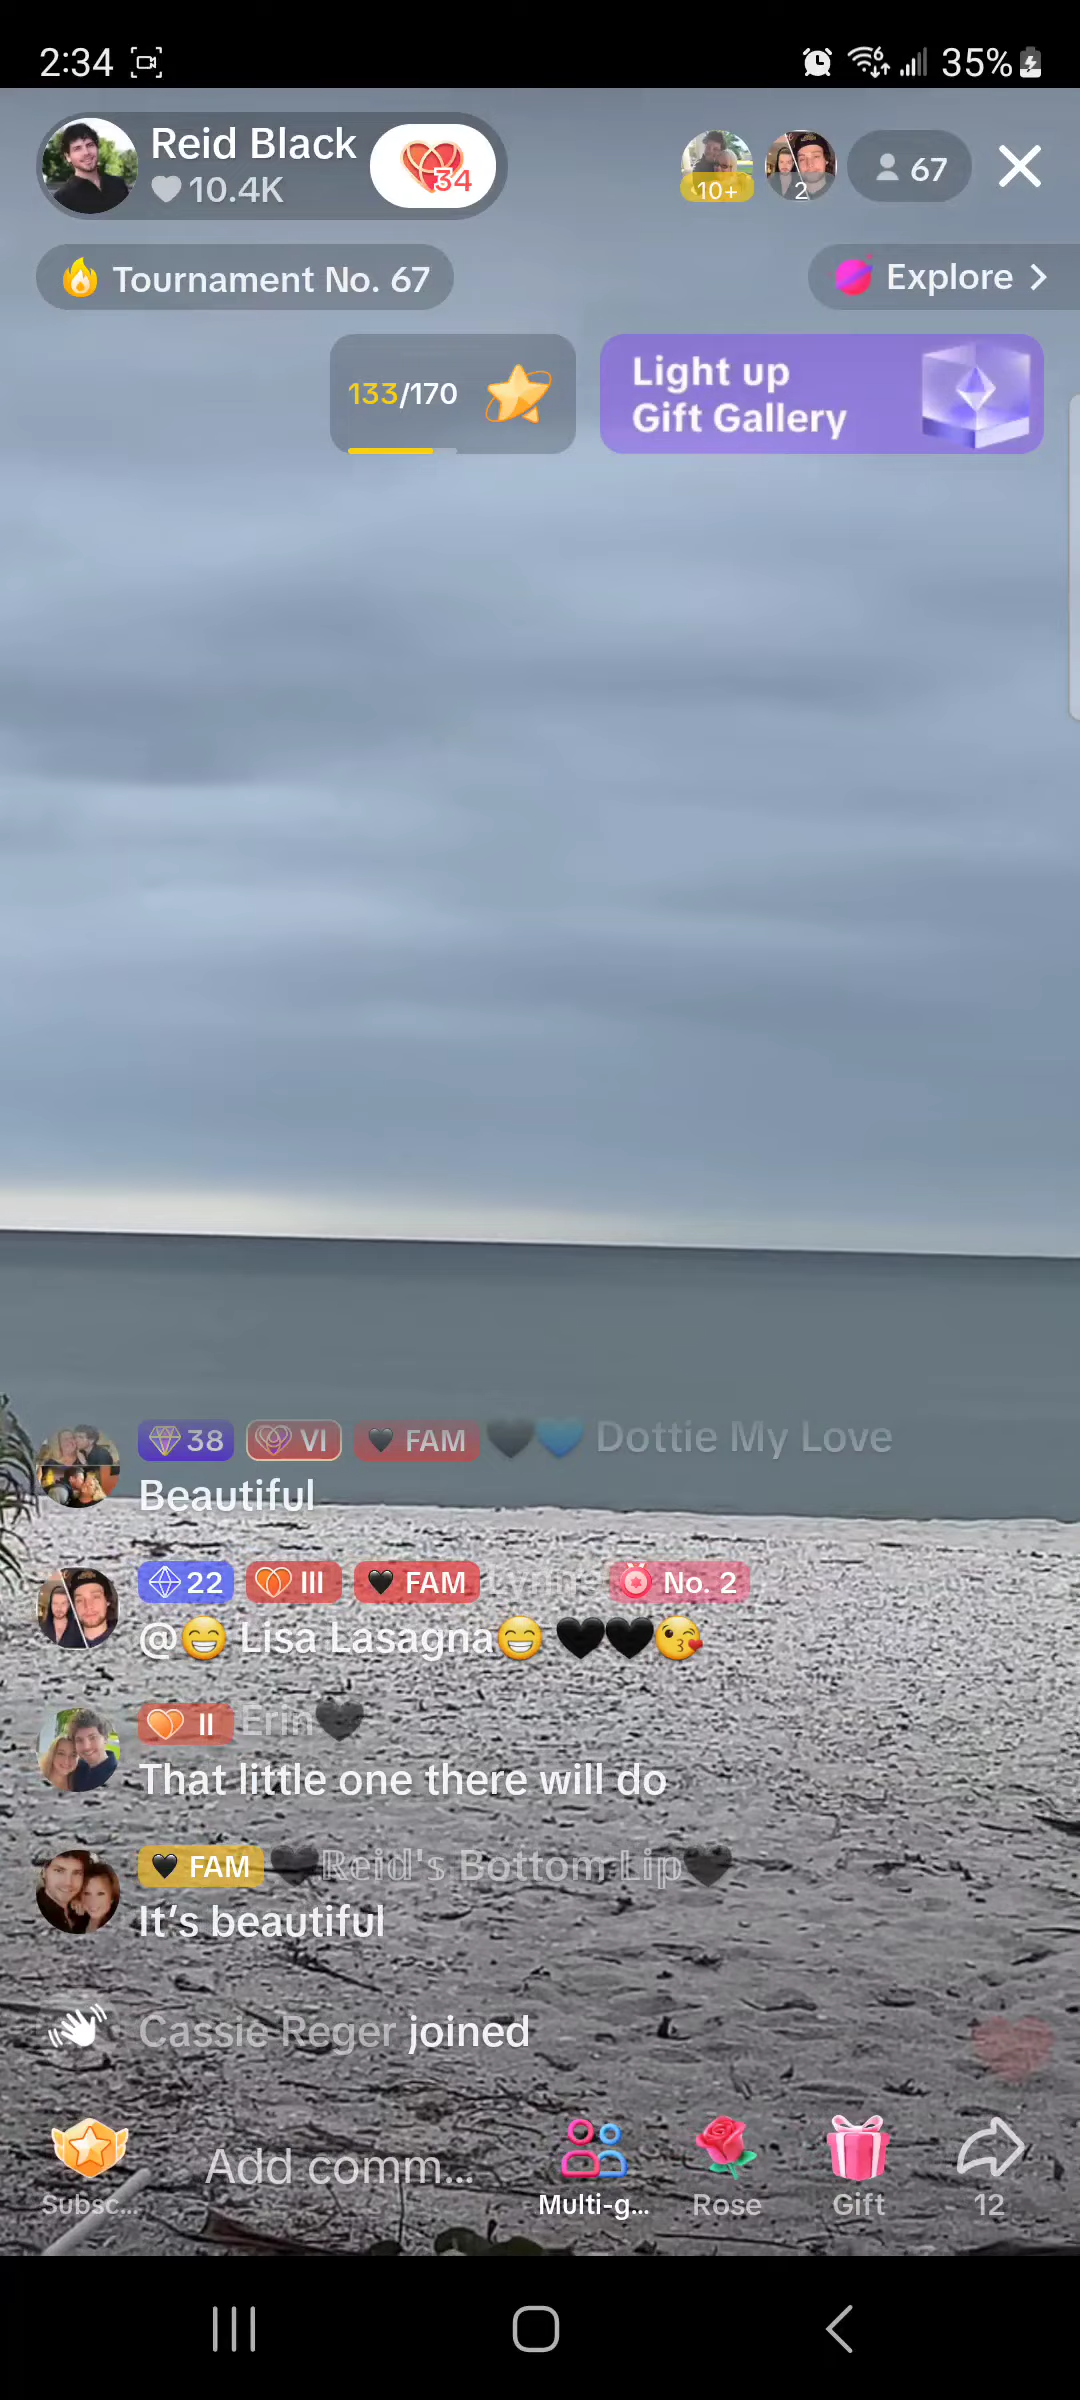 2:34
35%
Reid Black
10.4K
34
10+
2
67
Tournament No. 67
Explore
133/170
Light up
Gift Gallery
38 VI 🖤 FAM 🖤💙 Dottie My Love
Beautiful
22 III 🖤 FAM Lynne No. 2
@😁 Lisa Lasagna😁 🖤🖤😘
II Erin🖤
That little one there will do
🖤 FAM 🖤ℝeid's Bottom Lip🖤
It’s beautiful
Cassie Reger joined
Subsc...
Add comm...
Multi-g...
Rose
Gift
12